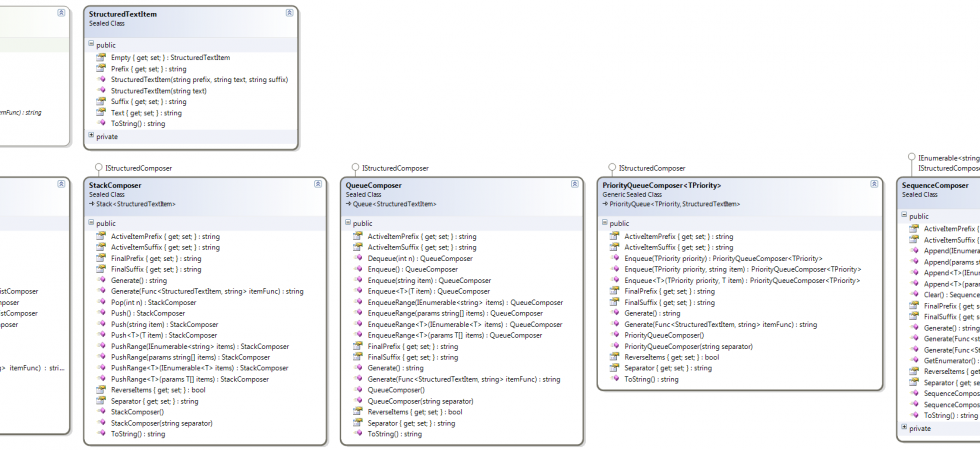 StructuredTextItem
Sealed Class
public
Empty { get; set; } : StructuredTextItem
Prefix { get; set; } : string
StructuredTextItem(string prefix, string text, string suffix)
StructuredTextItem(string text)
Suffix { get; set; } : string
Text { get; set; } : string
ToString() : string
private
emFunc) : string
istComposer
poser
istComposer
poser
g> itemFunc) : stri...
IStructuredComposer
StackComposer
Sealed Class
Stack<StructuredTextItem>
public
ActiveItemPrefix { get; set; } : string
ActiveItemSuffix { get; set; } : string
FinalPrefix { get; set; } : string
FinalSuffix { get; set; } : string
Generate() : string
Generate(Func<StructuredTextItem, string> itemFunc) : string
Pop(int n) : StackComposer
Push() : StackComposer
Push(string item) : StackComposer
Push<T>(T item) : StackComposer
PushRange(IEnumerable<string> items) : StackComposer
PushRange(params string[] items) : StackComposer
PushRange<T>(IEnumerable<T> items) : StackComposer
PushRange<T>(params T[] items) : StackComposer
ReverseItems { get; set; } : bool
Separator { get; set; } : string
StackComposer()
StackComposer(string separator)
ToString() : string
IStructuredComposer
QueueComposer
Sealed Class
Queue<StructuredTextItem>
public
ActiveItemPrefix { get; set; } : string
ActiveItemSuffix { get; set; } : string
Dequeue(int n) : QueueComposer
Enqueue() : QueueComposer
Enqueue(string item) : QueueComposer
Enqueue<T>(T item) : QueueComposer
EnqueueRange(IEnumerable<string> items) : QueueComposer
EnqueueRange(params string[] items) : QueueComposer
EnqueueRange<T>(IEnumerable<T> items) : QueueComposer
EnqueueRange<T>(params T[] items) : QueueComposer
FinalPrefix { get; set; } : string
FinalSuffix { get; set; } : string
Generate() : string
Generate(Func<StructuredTextItem, string> itemFunc) : string
QueueComposer()
QueueComposer(string separator)
ReverseItems { get; set; } : bool
Separator { get; set; } : string
ToString() : string
IStructuredComposer
PriorityQueueComposer<TPriority>
Generic Sealed Class
PriorityQueue<TPriority, StructuredTextItem>
public
ActiveItemPrefix { get; set; } : string
ActiveItemSuffix { get; set; } : string
Enqueue(TPriority priority) : PriorityQueueComposer<TPriority>
Enqueue(TPriority priority, string item) : PriorityQueueComposer<TPriority>
Enqueue<T>(TPriority priority, T item) : PriorityQueueComposer<TPriority>
FinalPrefix { get; set; } : string
FinalSuffix { get; set; } : string
Generate() : string
Generate(Func<StructuredTextItem, string> itemFunc) : string
PriorityQueueComposer()
PriorityQueueComposer(string separator)
ReverseItems { get; set; } : bool
Separator { get; set; } : string
ToString() : string
IEnumerable<string
IStructuredCompose
SequenceComposer
Sealed Class
public
ActiveItemPrefix {
ActiveItemSuffix {
Append(IEnumera
Append(params s
Append<T>(IEnu
Append<T>(para
Clear() : Sequence
FinalPrefix { get; s
FinalSuffix { get; s
Generate() : string
Generate(Func<st
Generate(Func<St
GetEnumerator() :
ReverseItems { get
Separator { get; se
SequenceCompos
SequenceCompos
ToString() : string
private